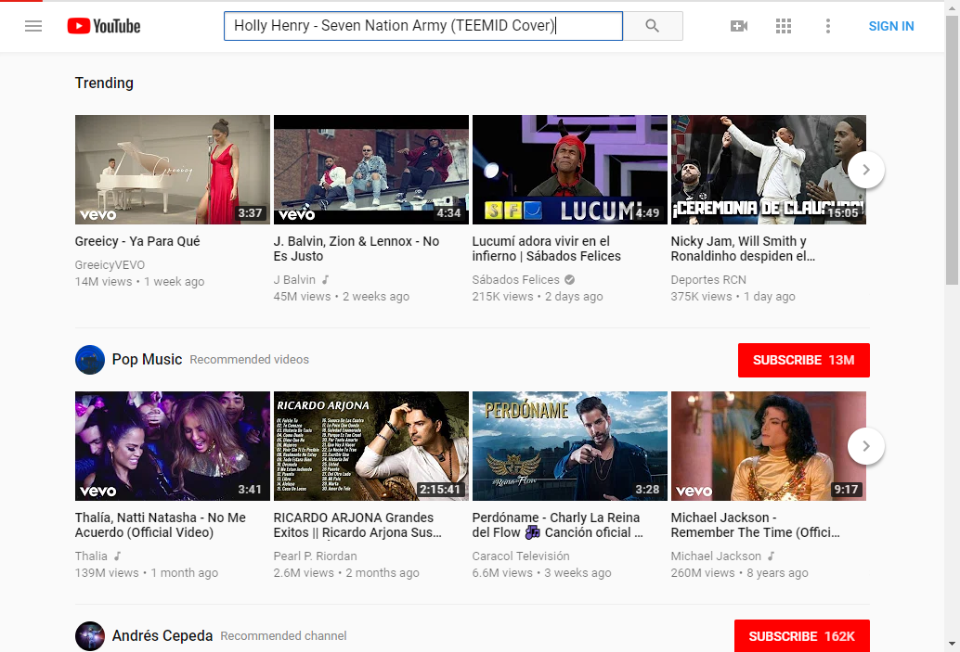 YouTube
Holly Henry - Seven Nation Army (TEEMID Cover)
SIGN IN
Trending
Greeicy
vevo
3:37
vevo
4:34
SFC LUCUMÍ
4:49
¡CEREMONIA DE CLAUSURA!
15:05
Greeicy - Ya Para Qué
GreeicyVEVO
14M views • 1 week ago
J. Balvin, Zion & Lennox - No
Es Justo
J Balvin
45M views • 2 weeks ago
Lucumí adora vivir en el
infierno | Sábados Felices
Sábados Felices
215K views • 2 days ago
Nicky Jam, Will Smith y
Ronaldinho despiden el...
Deportes RCN
375K views • 1 day ago
Pop Music Recommended videos
SUBSCRIBE 13M
vevo
3:41
RICARDO ARJONA
2:15:41
PERDÓNAME
3:28
vevo
9:17
Thalía, Natti Natasha - No Me
Acuerdo (Official Video)
Thalia
139M views • 1 month ago
RICARDO ARJONA Grandes
Exitos || Ricardo Arjona Sus...
Pearl P. Riordan
2.6M views • 2 months ago
Perdóname - Charly La Reina
del Flow 🎶 Canción oficial ...
Caracol Televisión
6.6M views • 3 weeks ago
Michael Jackson -
Remember The Time (Offici...
Michael Jackson
260M views • 8 years ago
Andrés Cepeda Recommended channel
SUBSCRIBE 162K